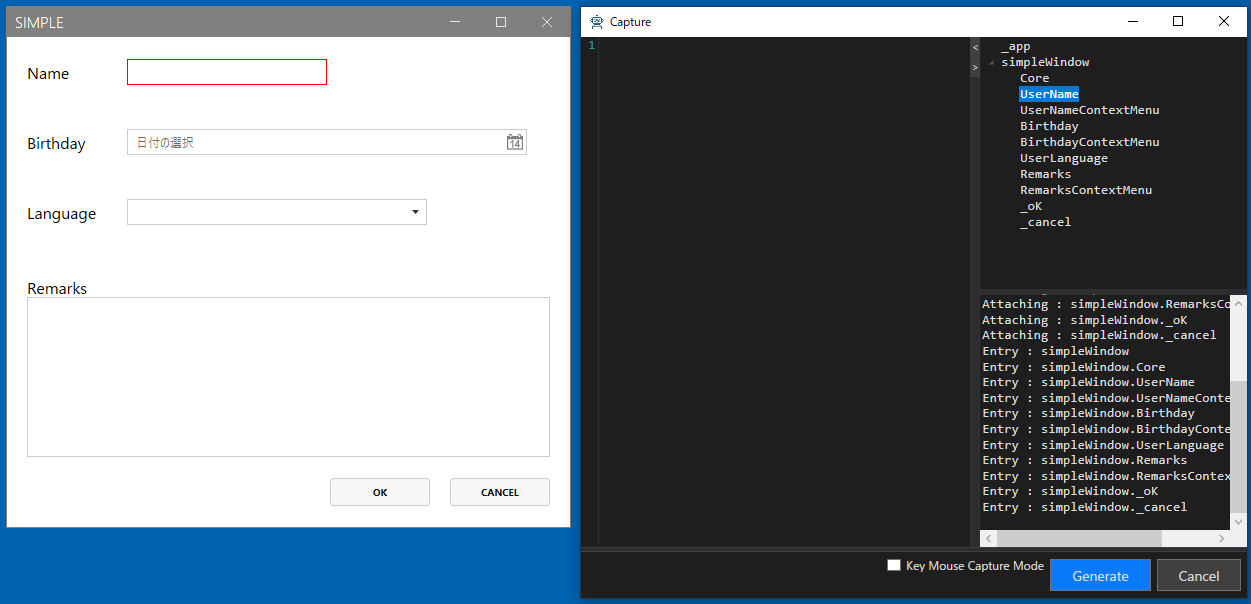 SIMPLE
Name
Birthday
日付の選択
14
Language
Remarks
OK
CANCEL
Capture
1
<
>
_app
simpleWindow
Core
UserName
UserNameContextMenu
Birthday
BirthdayContextMenu
UserLanguage
Remarks
RemarksContextMenu
_oK
_cancel
Attaching : simpleWindow.RemarksCo
Attaching : simpleWindow._oK
Attaching : simpleWindow._cancel
Entry : simpleWindow
Entry : simpleWindow.Core
Entry : simpleWindow.UserName
Entry : simpleWindow.UserNameConte
Entry : simpleWindow.Birthday
Entry : simpleWindow.BirthdayConte
Entry : simpleWindow.UserLanguage
Entry : simpleWindow.Remarks
Entry : simpleWindow.RemarksContex
Entry : simpleWindow._oK
Entry : simpleWindow._cancel
Key Mouse Capture Mode
Generate
Cancel